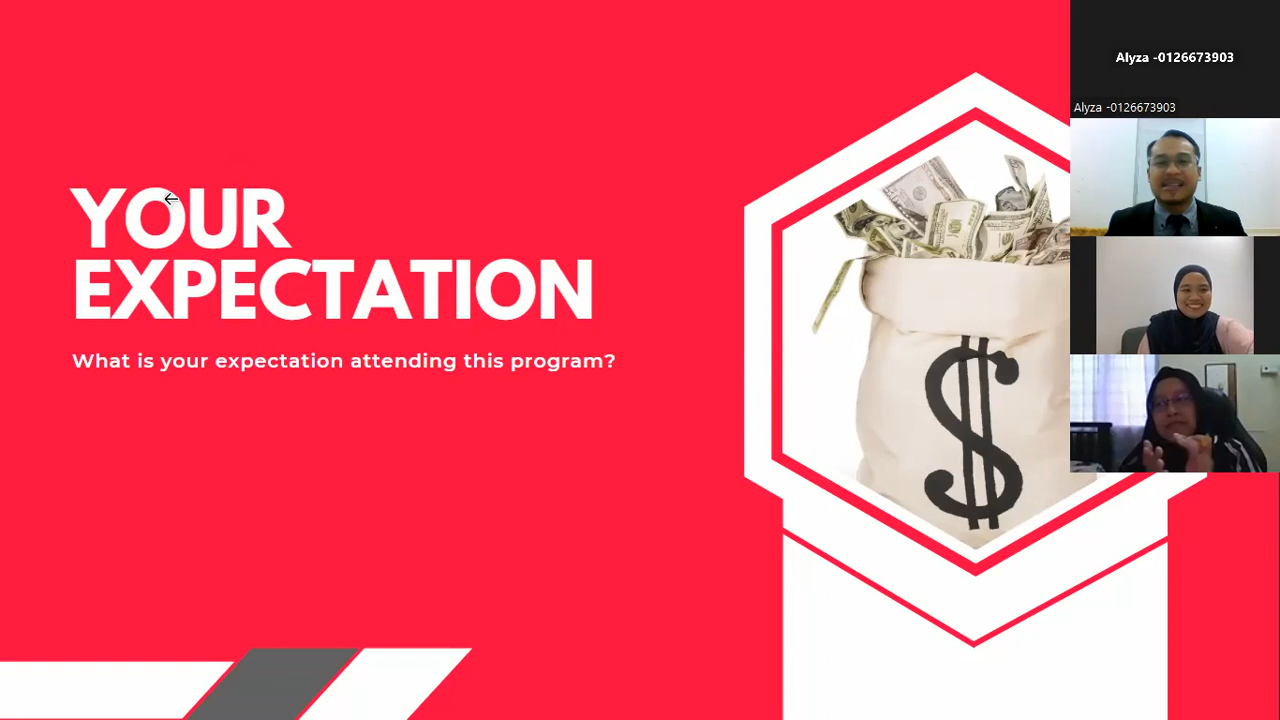 YOUR
EXPECTATION
What is your expectation attending this program?
Alyza -0126673903
Alyza -0126673903